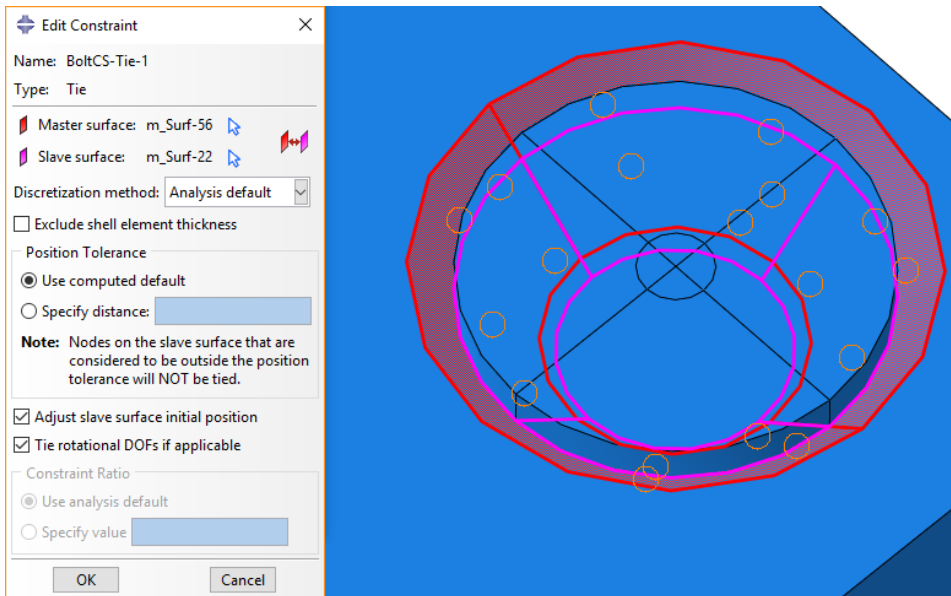 Edit Constraint
Name: BoltCS-Tie-1
Type: Tie
Master surface: m_Surf-56
Slave surface: m_Surf-22
Discretization method: Analysis default
Exclude shell element thickness
Position Tolerance
Use computed default
Specify distance:
Note: Nodes on the slave surface that are
considered to be outside the position
tolerance will NOT be tied.
Adjust slave surface initial position
Tie rotational DOFs if applicable
Constraint Ratio
Use analysis default
Specify value
OK Cancel